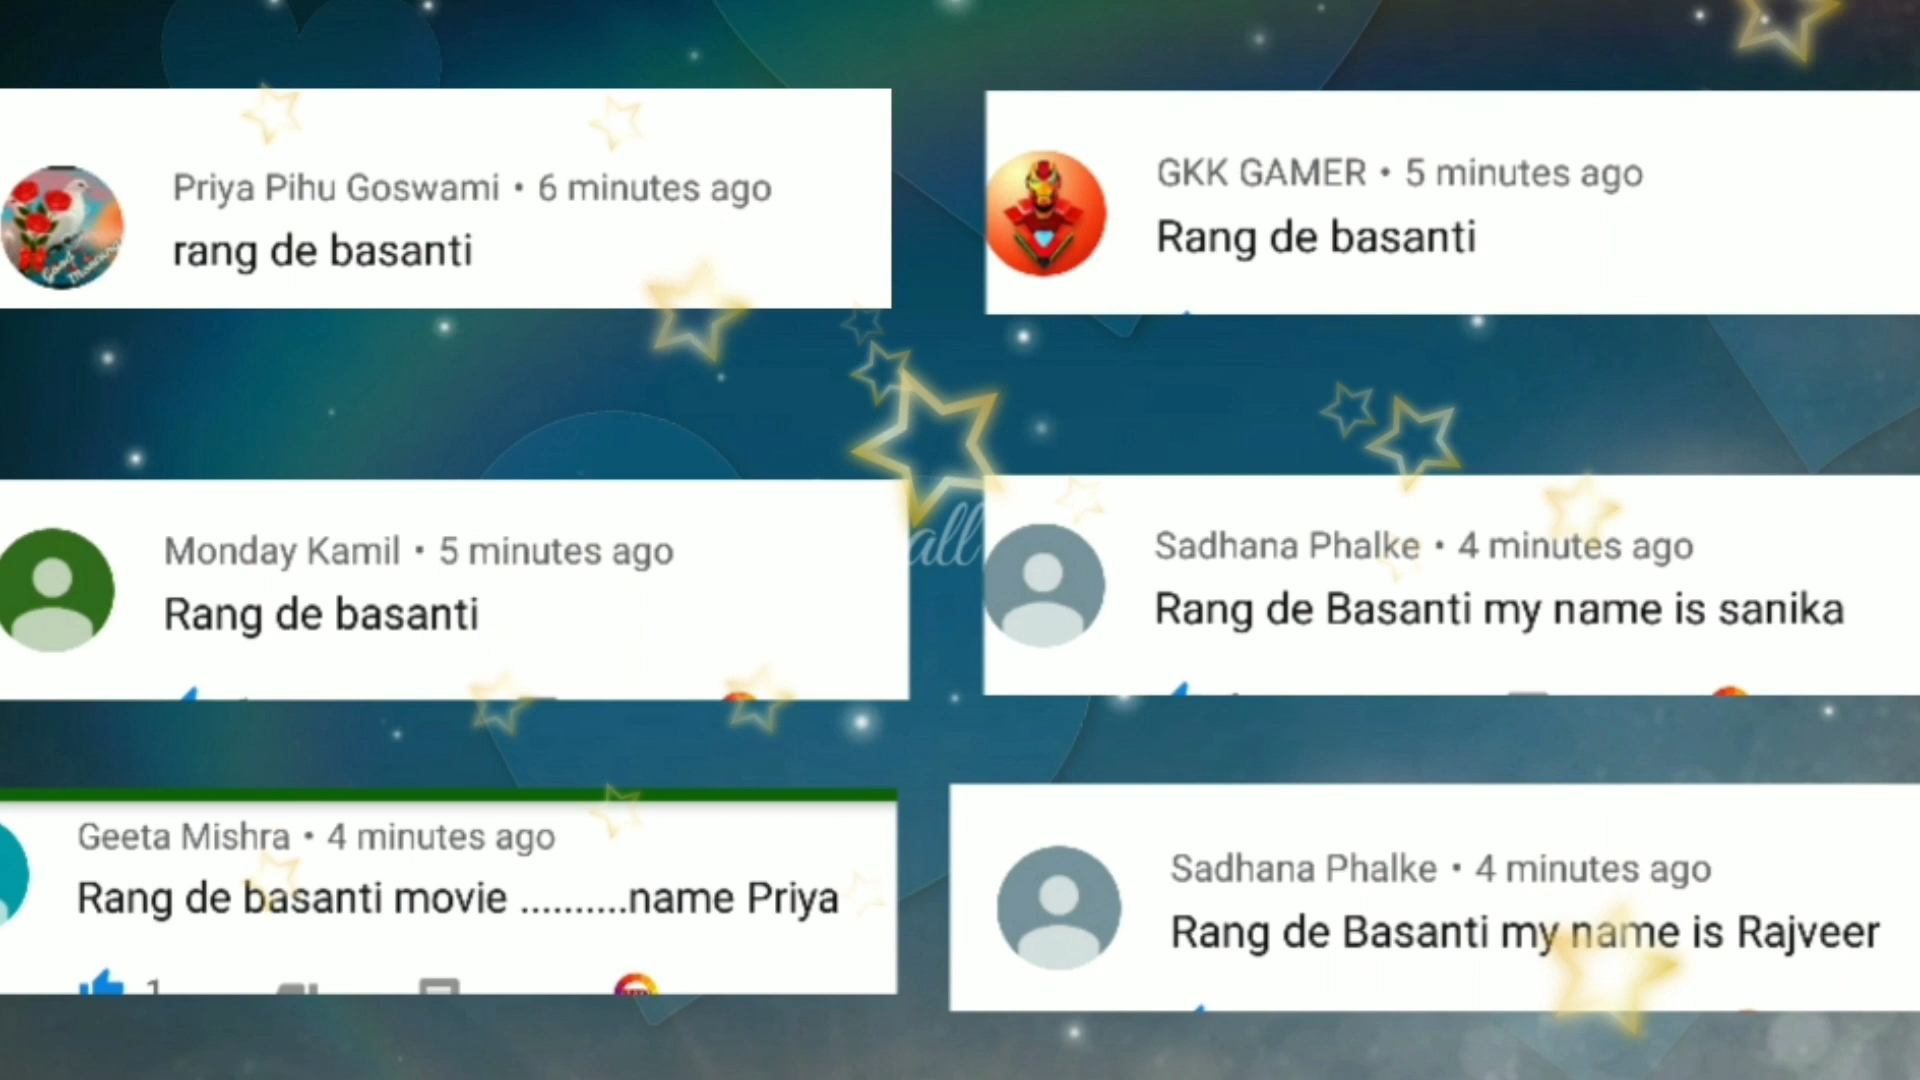 Priya Pihu Goswami • 6 minutes ago
rang de basanti
GKK GAMER • 5 minutes ago
Rang de basanti
Monday Kamil • 5 minutes ago
Rang de basanti
all
Sadhana Phalke • 4 minutes ago
Rang de Basanti my name is sanika
Geeta Mishra • 4 minutes ago
Rang de basanti movie ..........name Priya
1
Sadhana Phalke • 4 minutes ago
Rang de Basanti my name is Rajveer